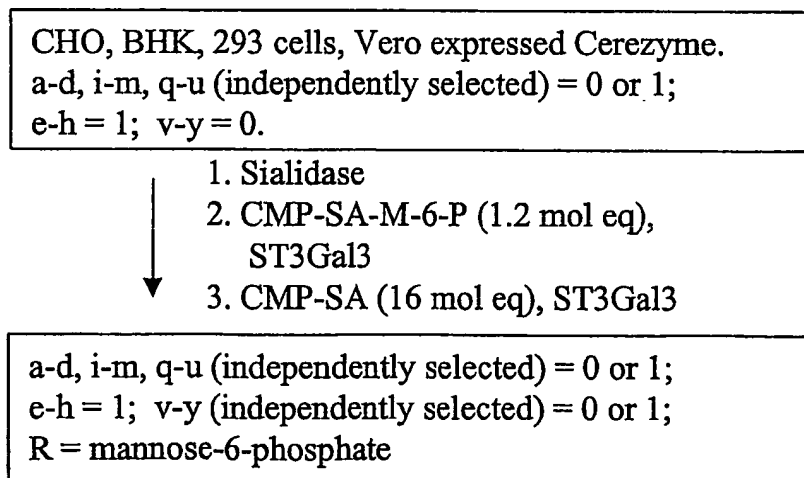 CHO, BHK, 293 cells, Vero expressed Cerezyme.
a-d, i-m, q-u (independently selected) = 0 or 1;
e-h = 1; v-y = 0.
1. Sialidase
2. CMP-SA-M-6-P (1.2 mol eq),
ST3Gal3
3. CMP-SA (16 mol eq), ST3Gal3
a-d, i-m, q-u (independently selected) = 0 or 1;
e-h = 1; v-y (independently selected) = 0 or 1;
R = mannose-6-phosphate